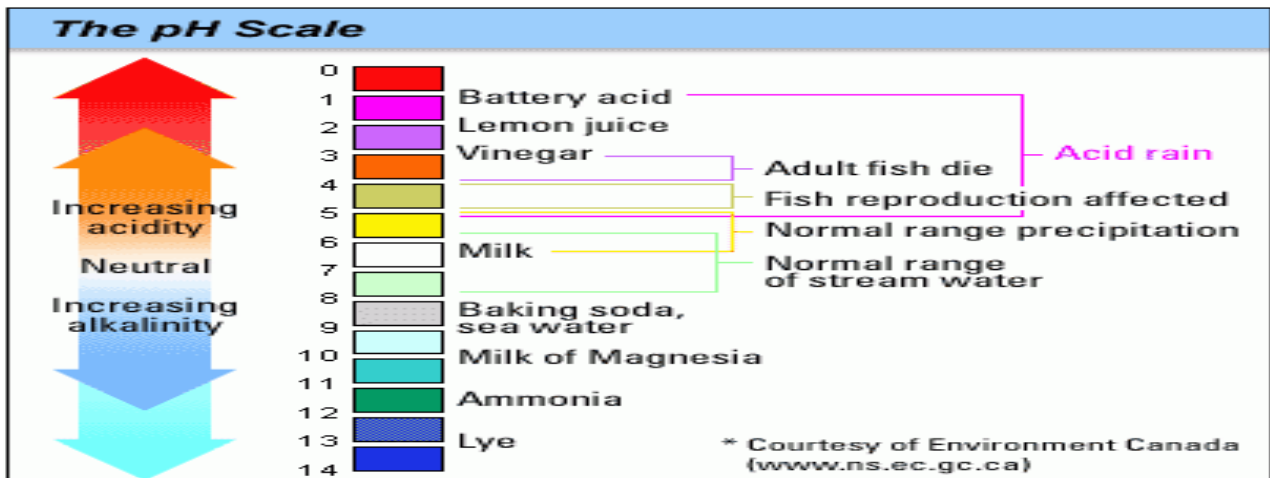 The pH Scale
0
1
Battery acid
2
Lemon juice
3
Vinegar
Acid rain
Adult fish die
4
Fish reproduction affected
Increasing
acidity
5
Normal range precipitation
6
Milk
Neutral
7
Normal range
of stream water
Increasing
alkalinity
8
Baking soda,
sea water
9
10
Milk of Magnesia
11
Ammonia
12
13
Lye
14
* Courtesy of Environment Canada
(www.ns.ec.gc.ca)